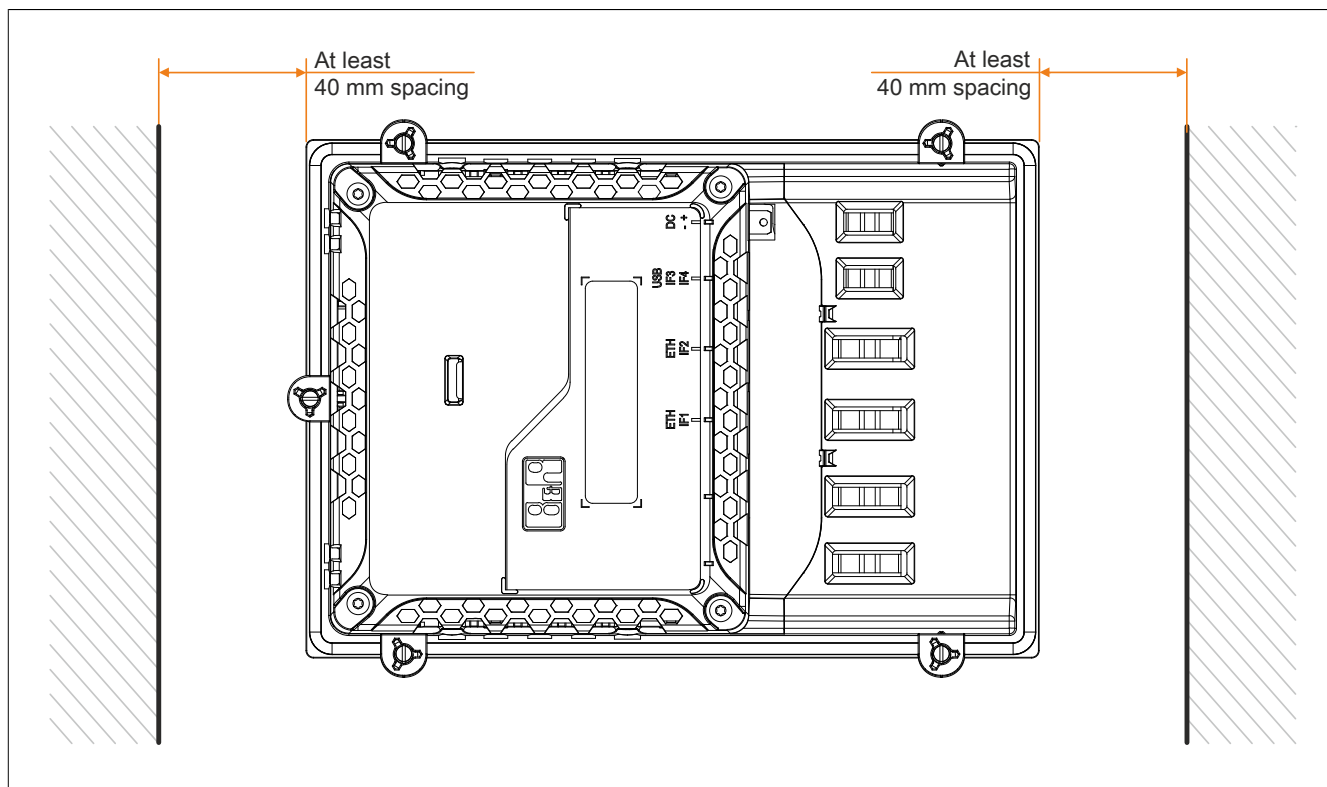 At least
40 mm spacing
At least
40 mm spacing
DC
- +
USB
IF3
IF4
ETH
IF2
ETH
IF1
B&R